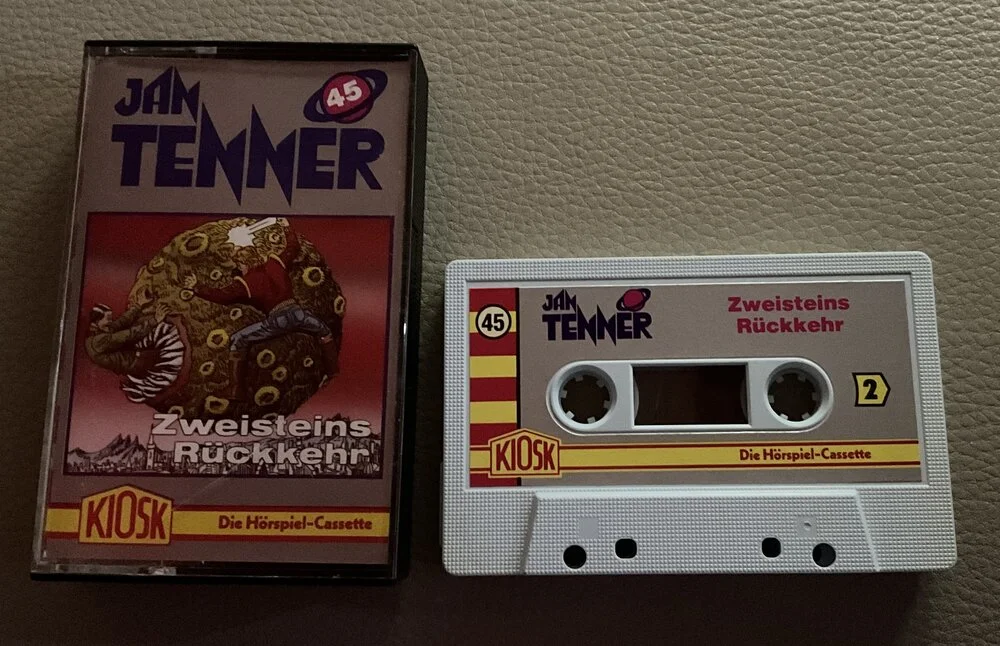 JAN
45
TENNER
Zweisteins
Rückkehr
KIOSK
Die Hörspiel-Cassette
45
JAN
TENNER
Zweisteins
Rückkehr
2
KIOSK
Die Hörspiel-Cassette